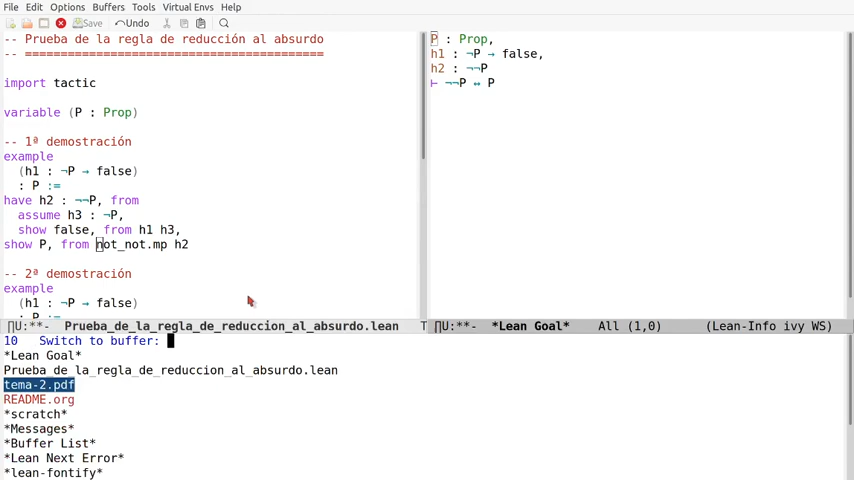 File Edit Options Buffers Tools Virtual Envs Help
Save Undo
-- Prueba de la regla de reducción al absurdo
-- ==========================================
import tactic
variable (P : Prop)
-- 1ª demostración
example
(h1 : ¬P → false)
: P :=
have h2 : ¬¬P, from
assume h3 : ¬P,
show false, from h1 h3,
show P, from not_not.mp h2
-- 2ª demostración
example
(h1 : ¬P → false)
: P :=
P : Prop,
h1 : ¬P → false,
h2 : ¬¬P
⊢ ¬¬P ↔ P
∏U:**- Prueba_de_la_regla_de_reduccion_al_absurdo.lean T
∏U:**- *Lean Goal* All (1,0) (Lean-Info ivy WS)
10 Switch to buffer:
*Lean Goal*
Prueba_de_la_regla_de_reduccion_al_absurdo.lean
tema-2.pdf
README.org
*scratch*
*Messages*
*Buffer List*
*Lean Next Error*
*lean-fontify*